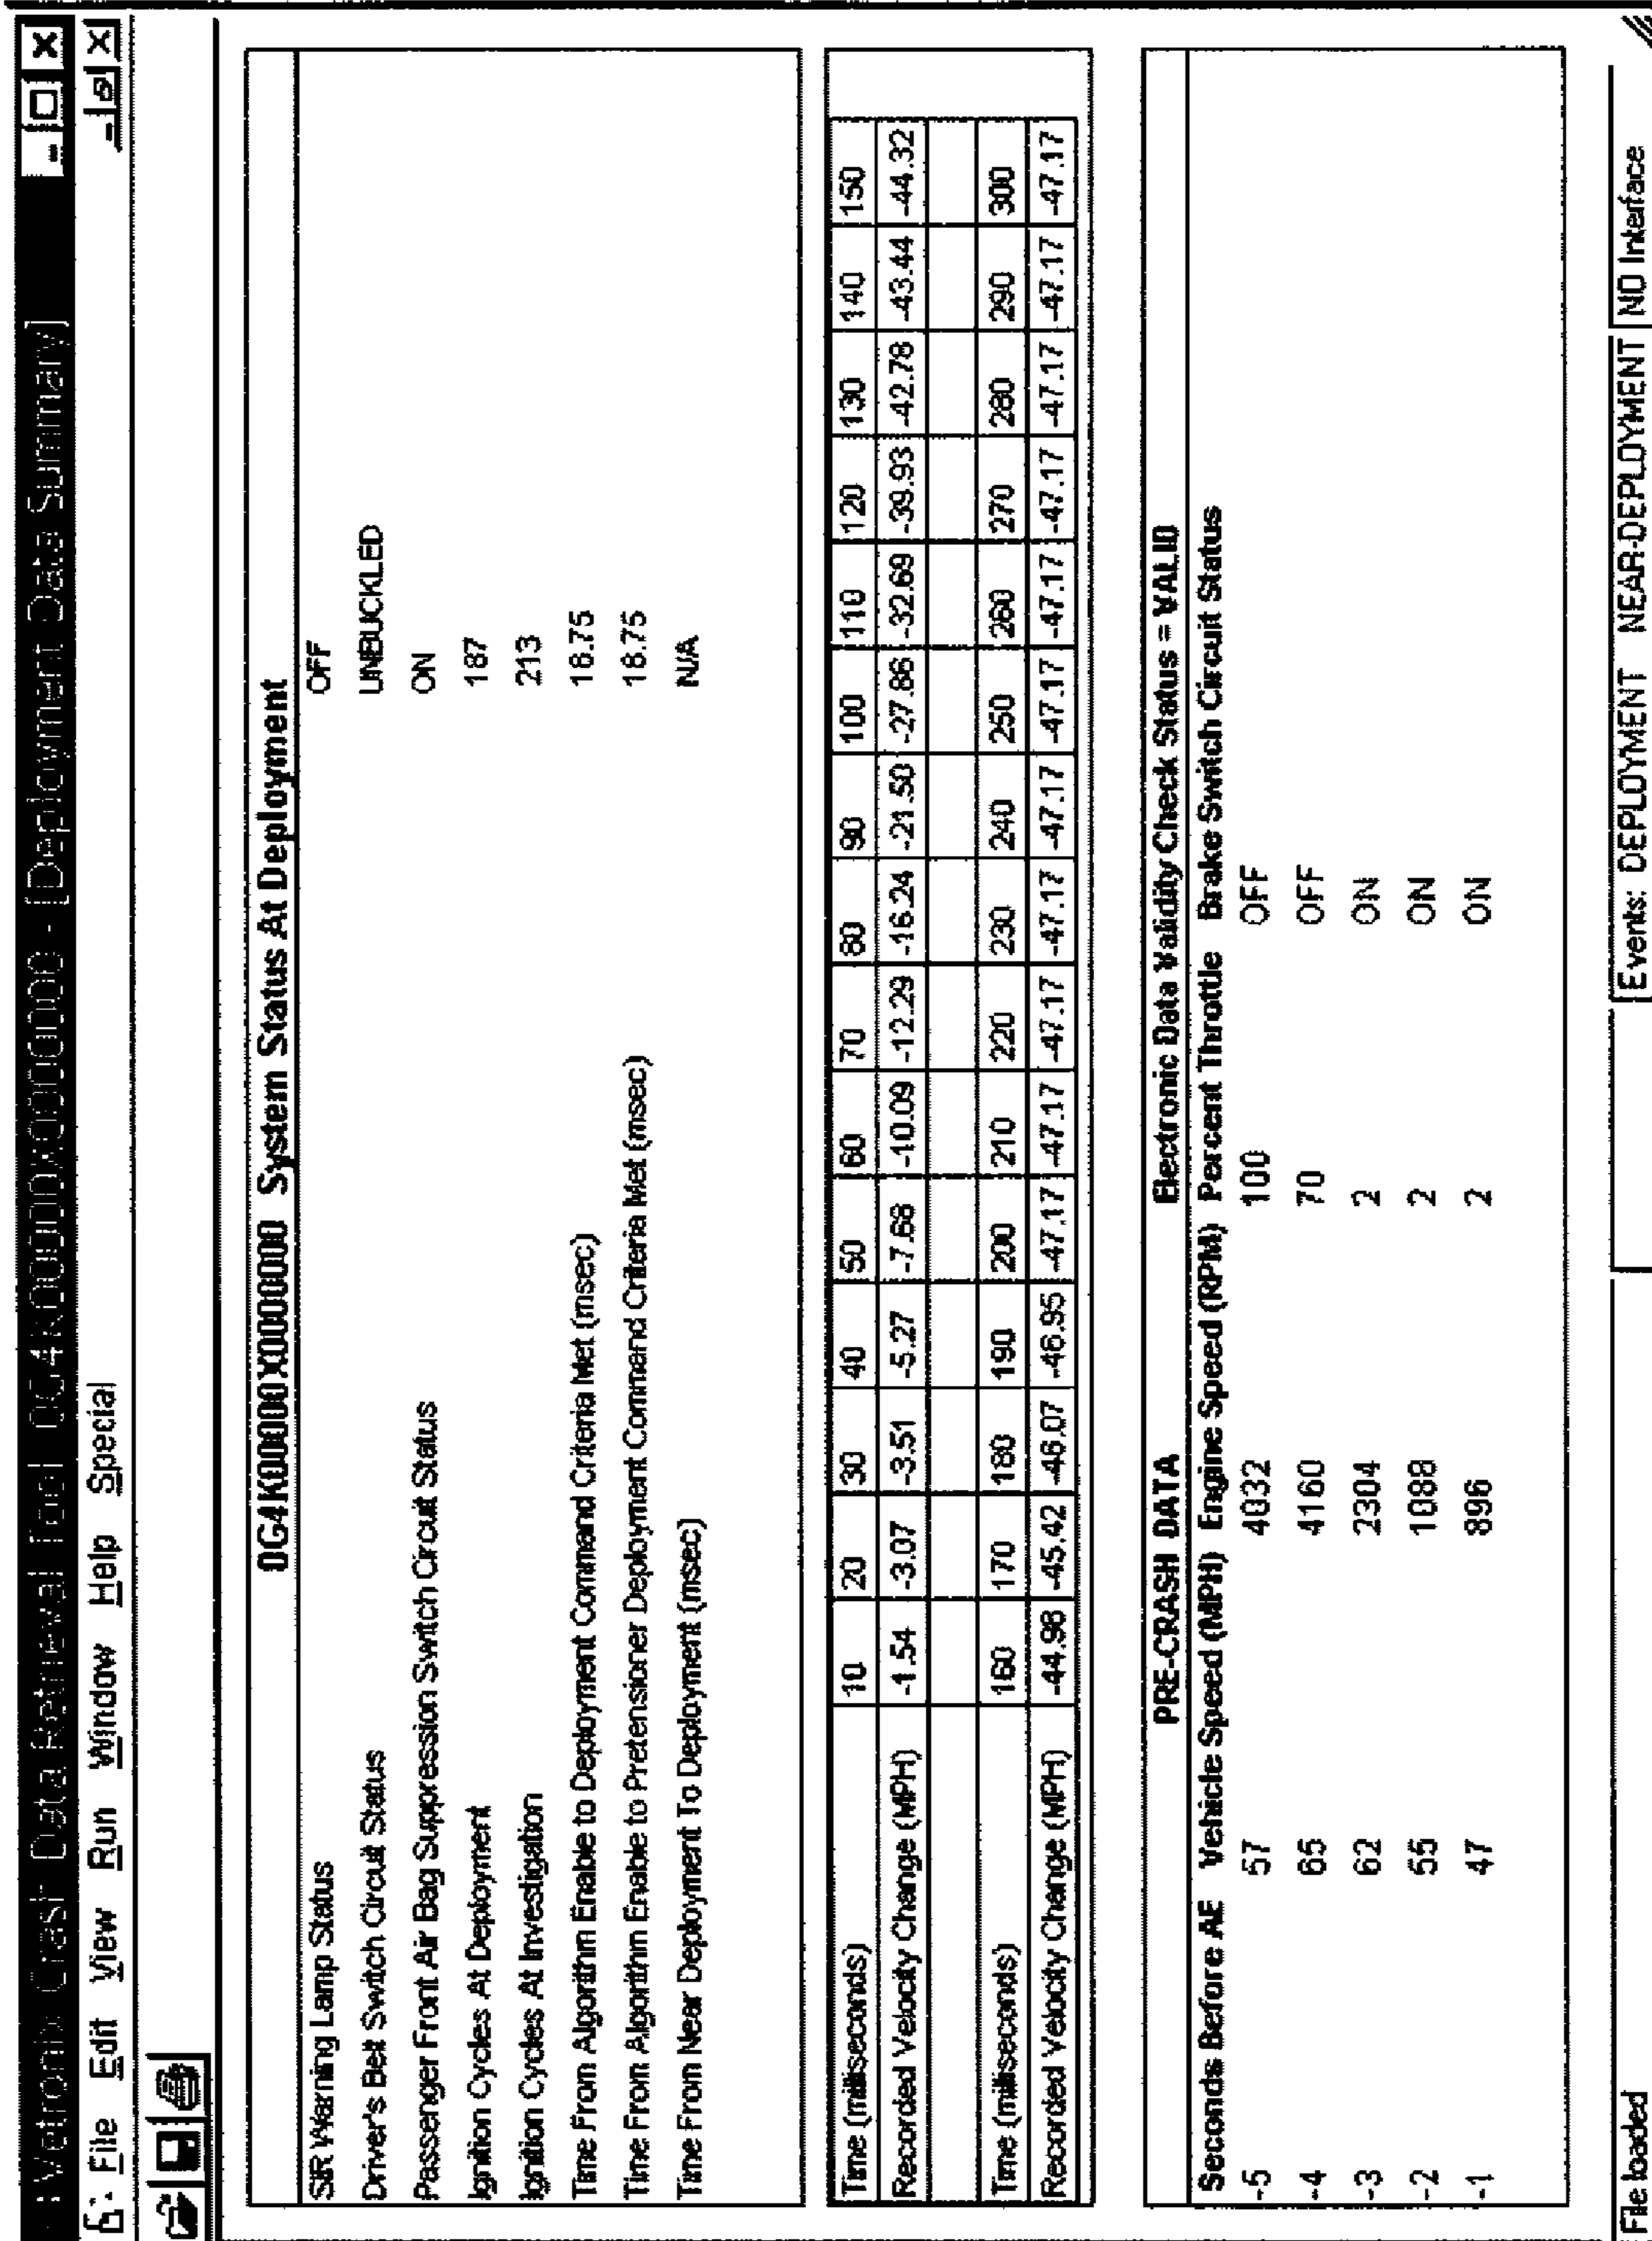 Vetronix Crash Data Retrieval Tool 0G4K00000X000000 - [Deployment Data Summary]
File Edit View Run Window Help Special
0G4K00000X000000 System Status At Deployment
SIR Warning Lamp Status OFF
Driver's Belt Switch Circuit Status UNBUCKLED
Passenger Front Air Bag Suppression Switch Circuit Status ON
Ignition Cycles At Deployment 187
Ignition Cycles At Investigation 213
Time From Algorithm Enable to Deployment Command Criteria Met (msec) 18.75
Time From Algorithm Enable to Pretensioner Deployment Command Criteria Met (msec) 18.75
Time From Near Deployment To Deployment (msec) N/A
Time (milliseconds) 10 20 30 40 50 60 70 80 90 100 110 120 130 140 150
Recorded Velocity Change (MPH) -1.54 -3.07 -3.51 -5.27 -7.68 -10.09 -12.29 -16.24 -21.50 -27.86 -32.69 -39.93 -42.78 -43.44 -44.32
Time (milliseconds) 160 170 180 190 200 210 220 230 240 250 260 270 280 290 300
Recorded Velocity Change (MPH) -44.98 -45.42 -46.07 -46.95 -47.17 -47.17 -47.17 -47.17 -47.17 -47.17 -47.17 -47.17 -47.17 -47.17 -47.17
PRE-CRASH DATA Electronic Data Validity Check Status = VALID
Seconds Before AE Vehicle Speed (MPH) Engine Speed (RPM) Percent Throttle Brake Switch Circuit Status
-5 57 4032 100 OFF
-4 65 4160 70 OFF
-3 62 2304 2 ON
-2 55 1088 2 ON
-1 47 896 2 ON
File loaded Events: DEPLOYMENT NEAR-DEPLOYMENT NO Interface